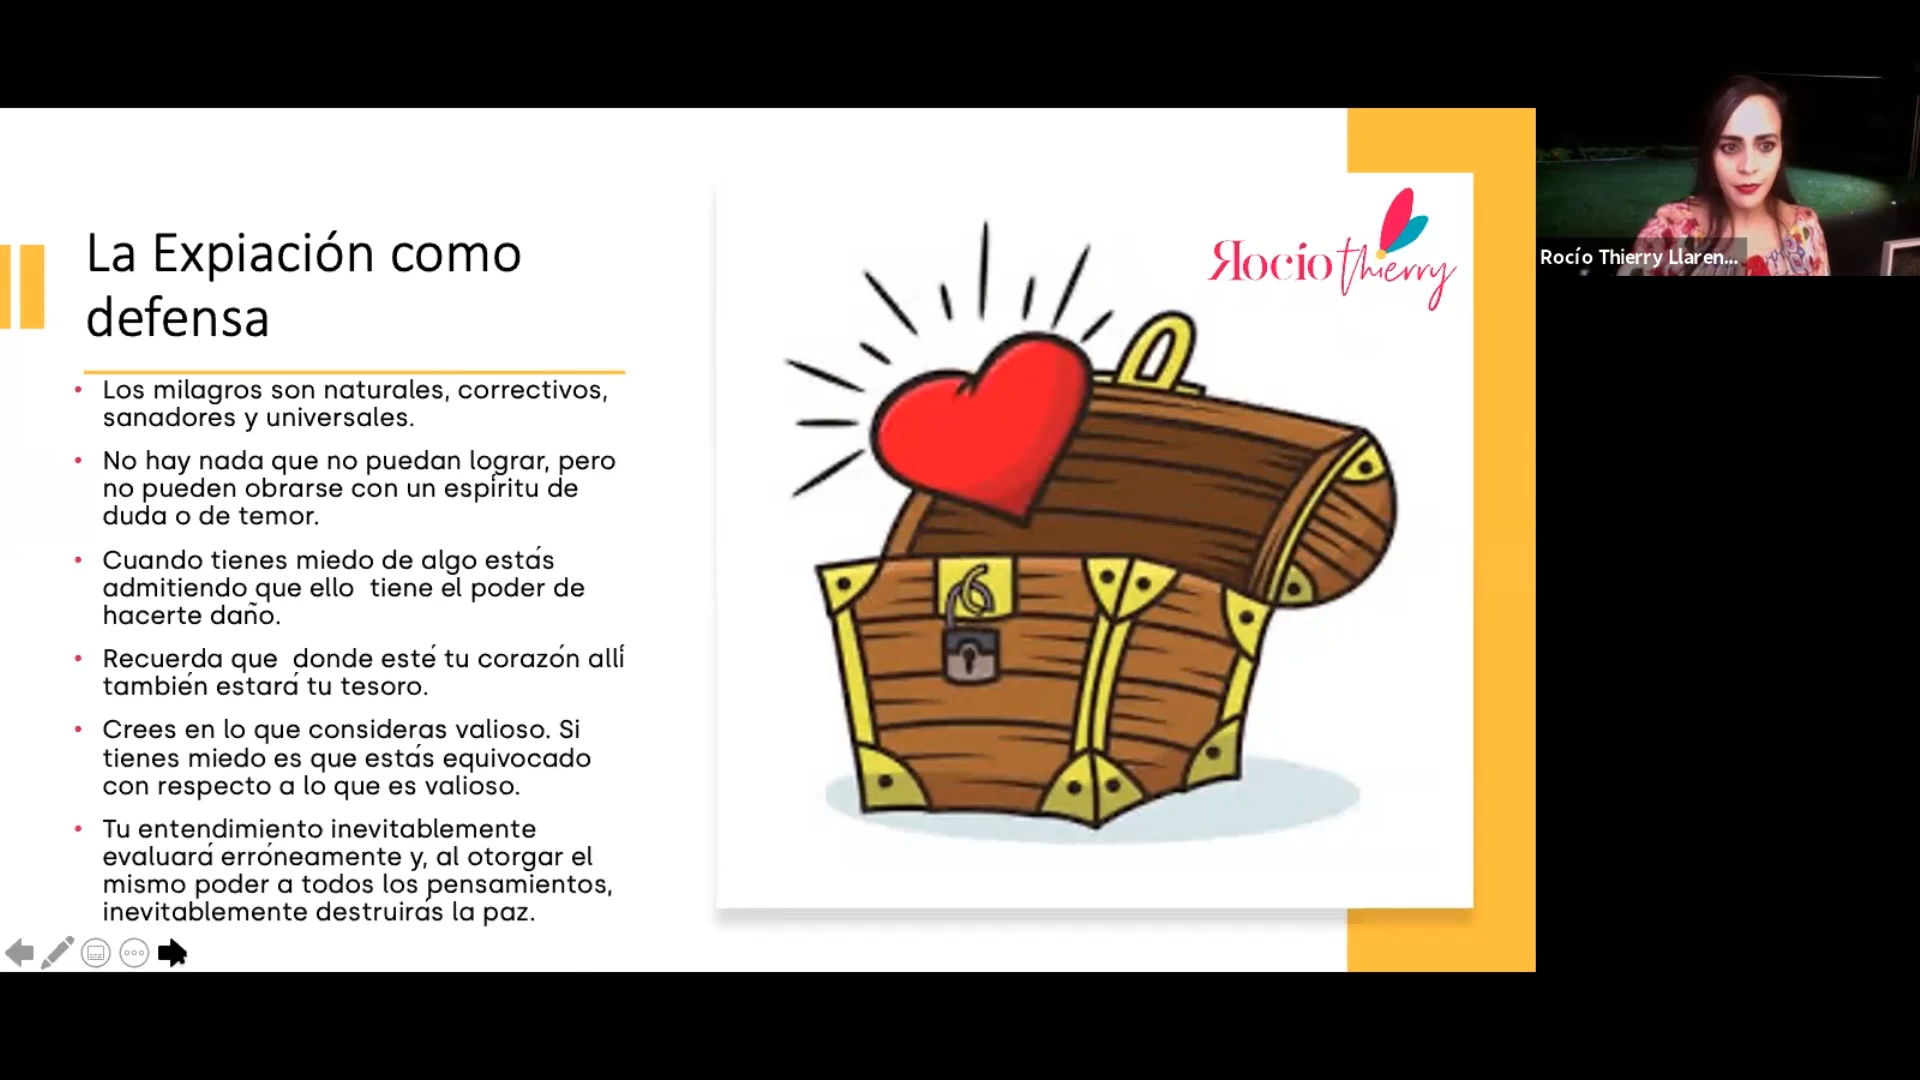 La Expiación como
defensa
• Los milagros son naturales, correctivos,
sanadores y universales.
• No hay nada que no puedan lograr, pero
no pueden obrarse con un espíritu de
duda o de temor.
• Cuando tienes miedo de algo estás
admitiendo que ello  tiene el poder de
hacerte daño.
• Recuerda que  donde esté tu corazón allí
también estará tu tesoro.
• Crees en lo que consideras valioso. Si
tienes miedo es que estás equivocado
con respecto a lo que es valioso.
• Tu entendimiento inevitablemente
evaluará erróneamente y, al otorgar el
mismo poder a todos los pensamientos,
inevitablemente destruirás la paz.
Rocio thierry
Rocío Thierry Llaren...